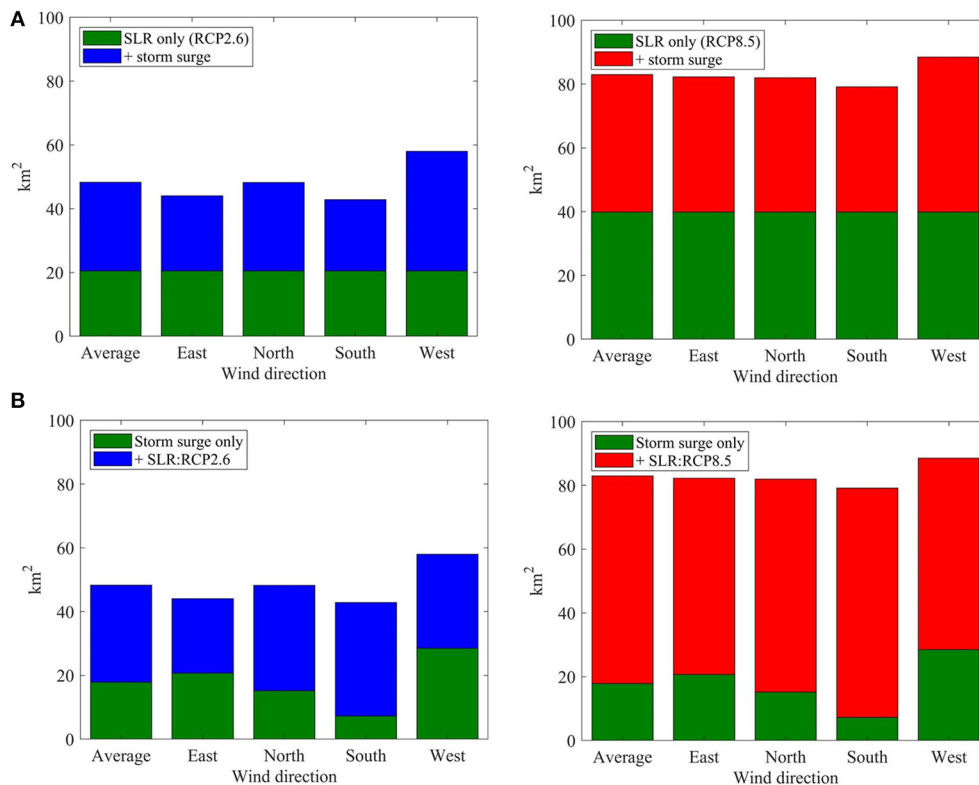 A
100
80
60
40
20
0
km²
SLR only (RCP2.6)
+ storm surge
Average East North South West
Wind direction
100
80
60
40
20
0
km²
SLR only (RCP8.5)
+ storm surge
Average East North South West
Wind direction
B
100
80
60
40
20
0
km²
Storm surge only
+ SLR:RCP2.6
Average East North South West
Wind direction
100
80
60
40
20
0
km²
Storm surge only
+ SLR:RCP8.5
Average East North South West
Wind direction